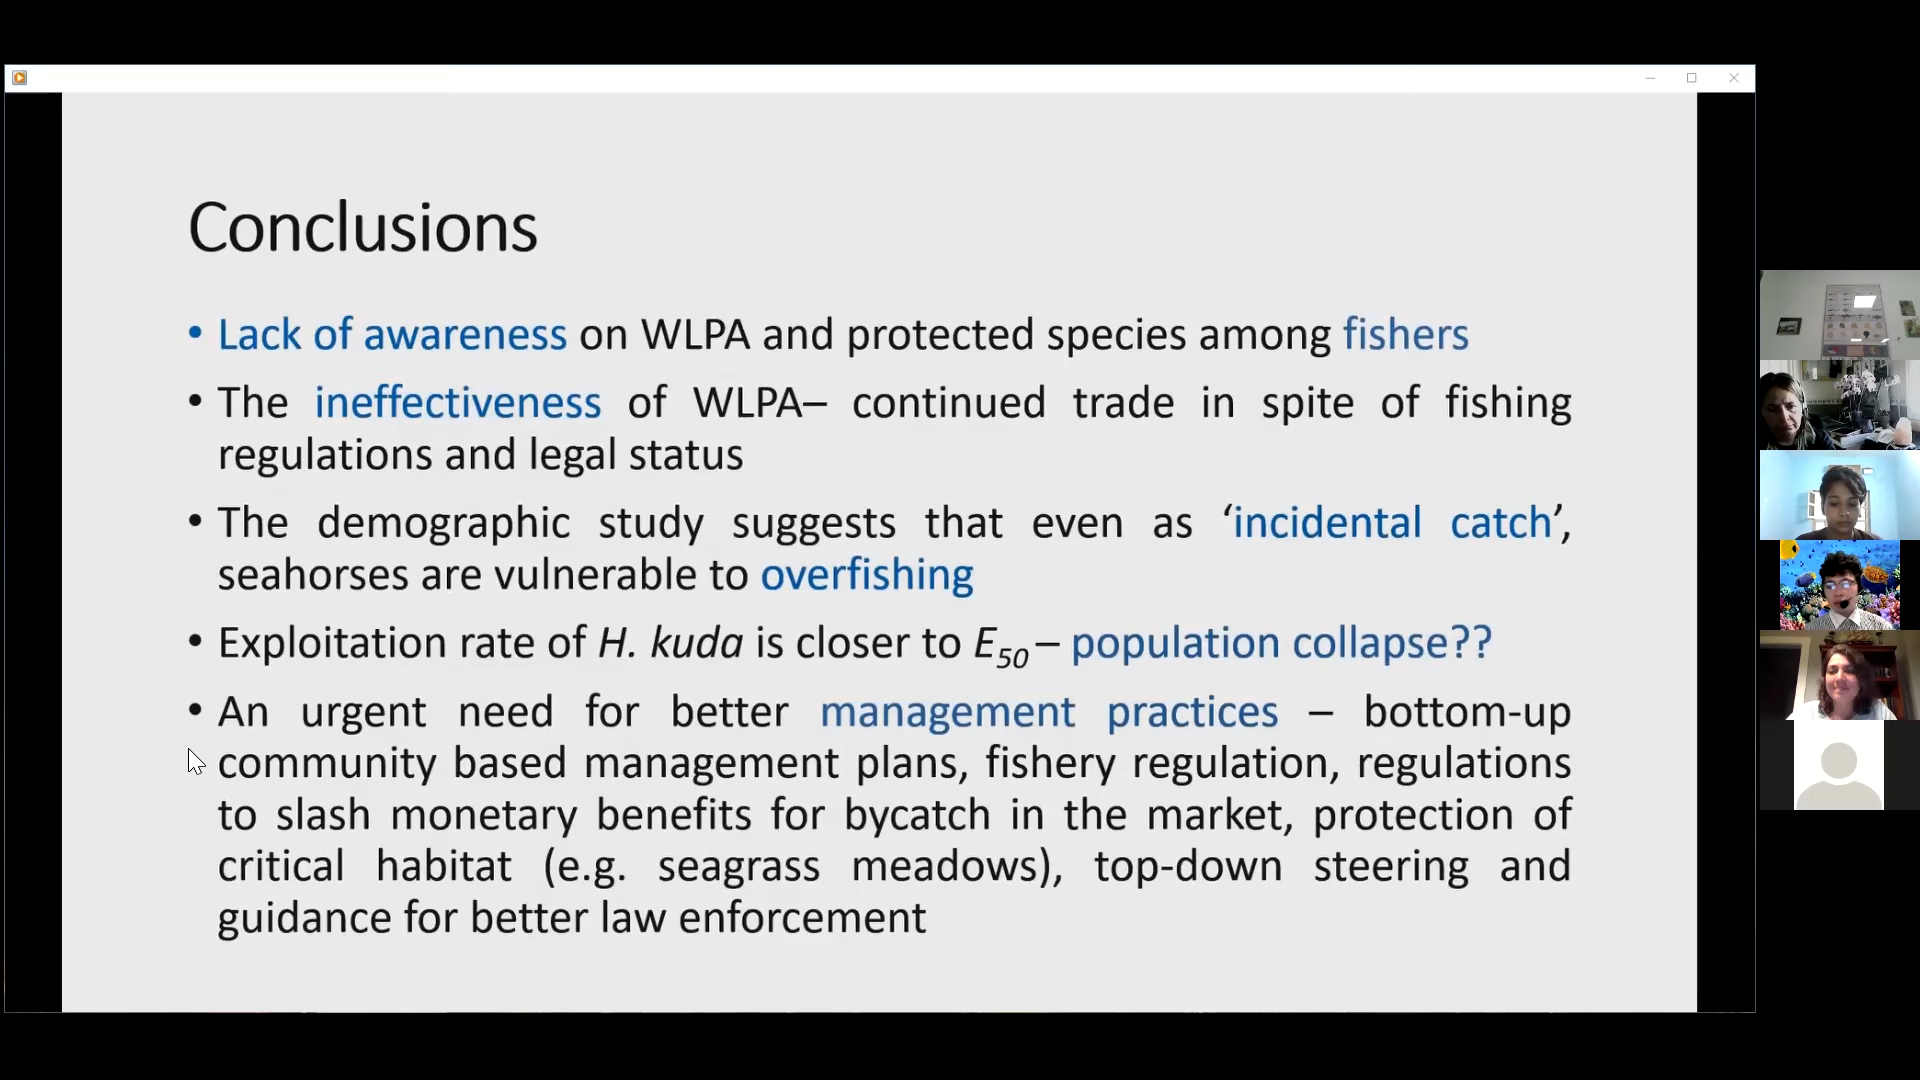 Conclusions
• Lack of awareness on WLPA and protected species among fishers
• The ineffectiveness of WLPA– continued trade in spite of fishing
regulations and legal status
• The demographic study suggests that even as ‘incidental catch’,
seahorses are vulnerable to overfishing
• Exploitation rate of H. kuda is closer to E50 – population collapse??
• An urgent need for better management practices – bottom-up
community based management plans, fishery regulation, regulations
to slash monetary benefits for bycatch in the market, protection of
critical habitat (e.g. seagrass meadows), top-down steering and
guidance for better law enforcement